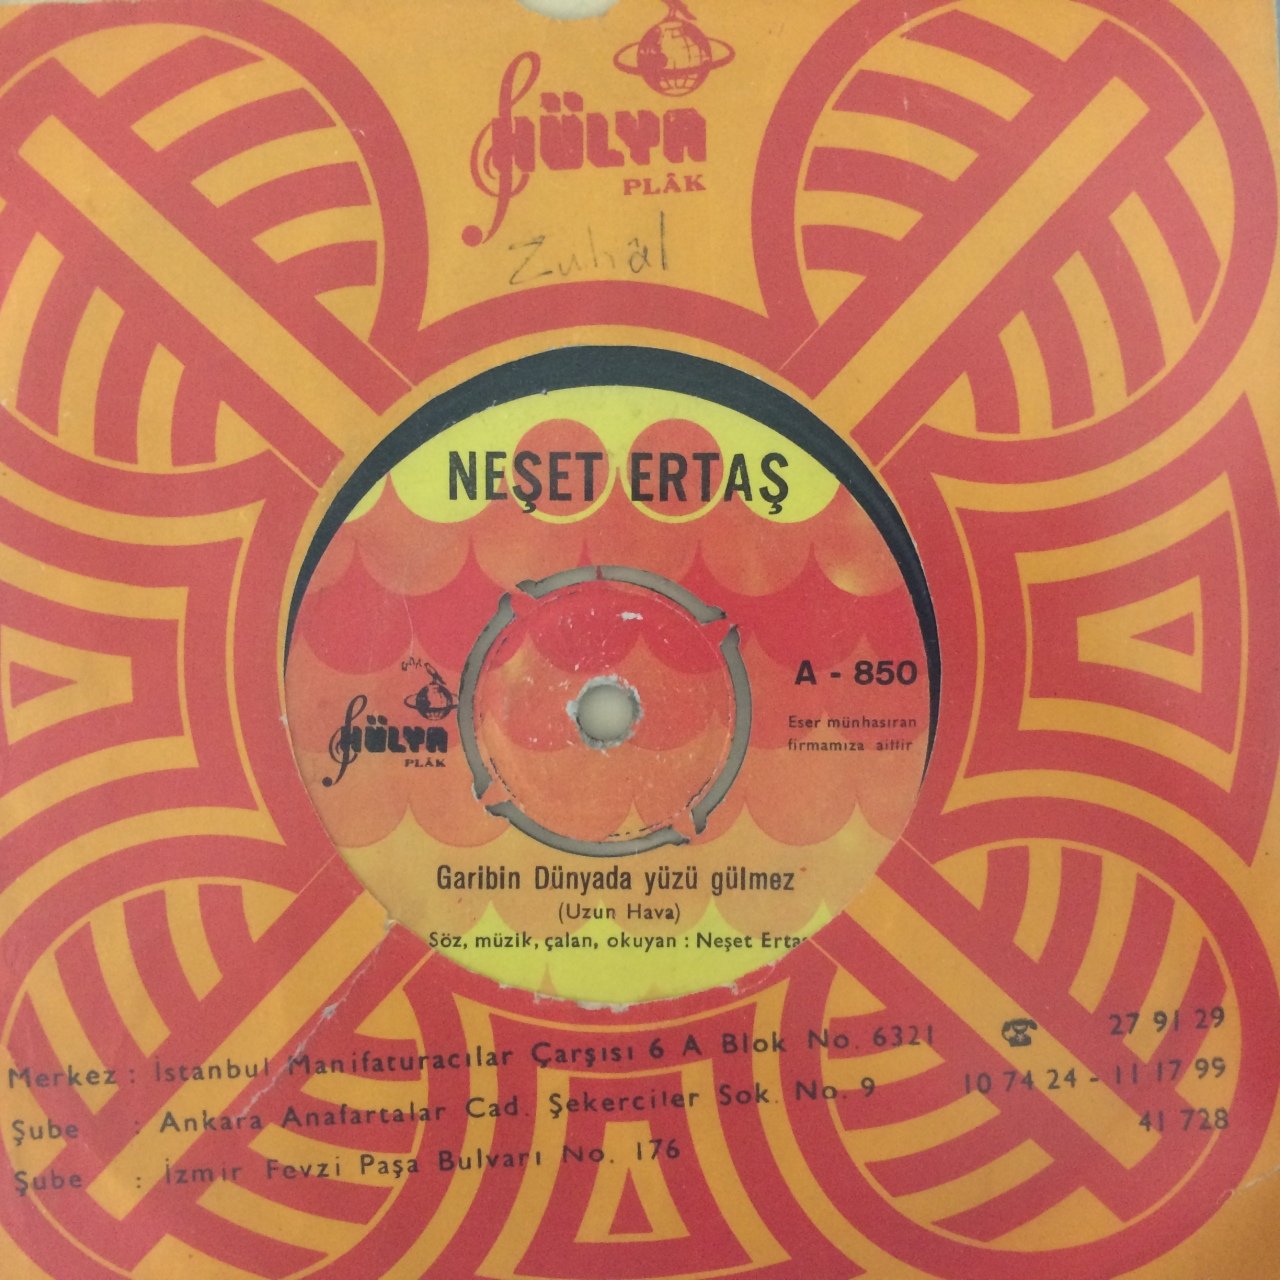 HÜLYA
PLÂK
Zuhâl
NEŞET ERTAŞ
A - 850
Eser münhasıran
firmamıza aittir
HÜLYA
PLÂK
Garibin Dünyada yüzü gülmez
(Uzun Hava)
Söz, müzik, çalan, okuyan : Neşet Ertaş
Merkez : İstanbul Manifaturacılar Çarşısı 6 A Blok No. 6321 ☎ 27 91 29
Şube : Ankara Anafartalar Cad. Şekerciler Sok. No. 9 10 74 24 - 11 17 99
Şube : İzmir Fevzi Paşa Bulvarı No. 176 41 728